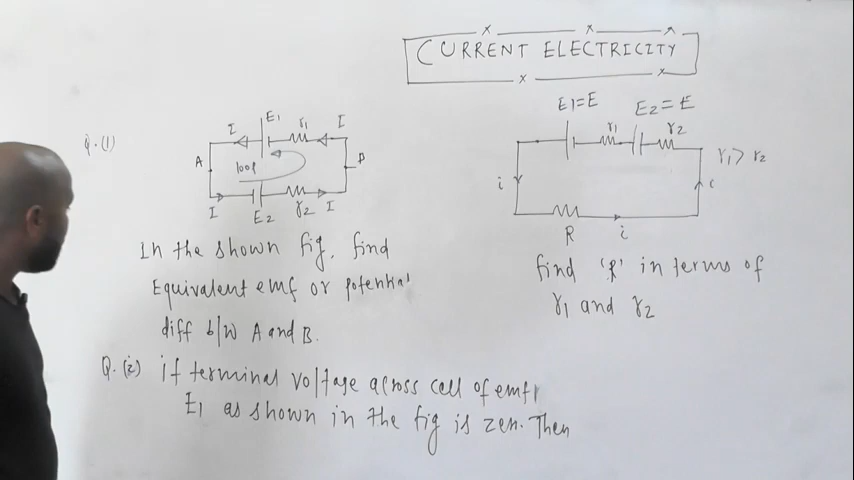 CURRENT ELECTRICITY
Q.(1)
E1
I r1 I
A B
loop
I E2 r2 I
In the shown fig, find
Equivalent emf or potential
diff b/w A and B.
E1=E E2=E
r1 r2
r1> r2
i i
R i
find 'R' in terms of
r1 and r2
Q.(2) if terminal voltage across cell of emf
E1 as shown in the fig is zero. Then